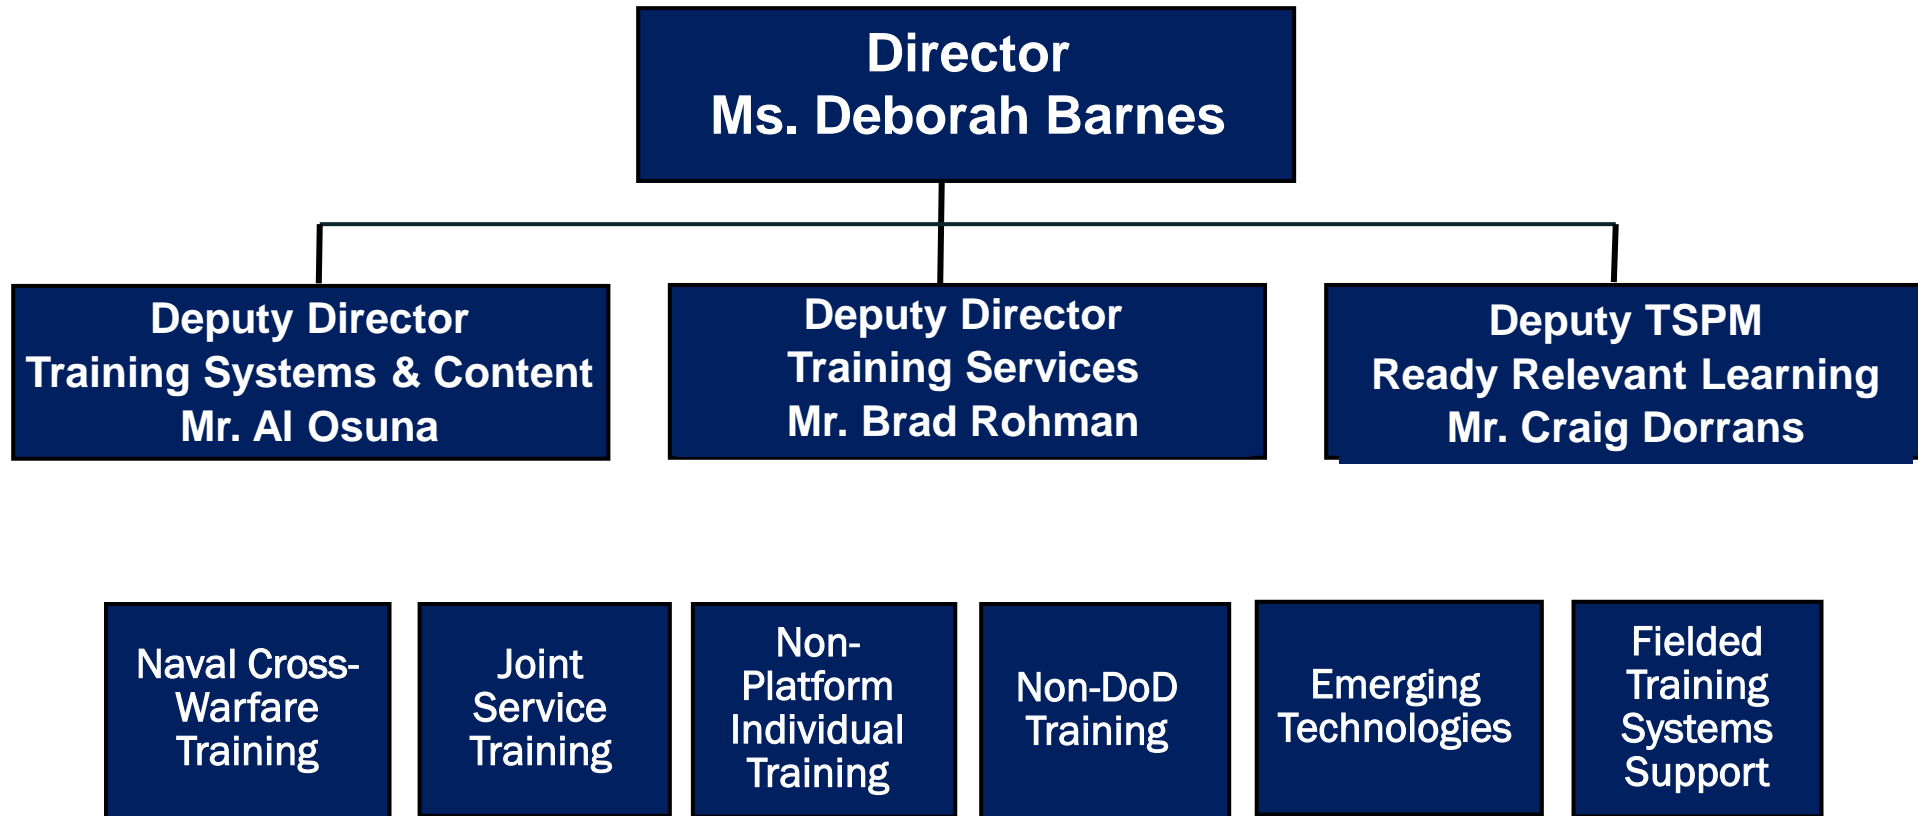 Director
Ms. Deborah Barnes
Deputy Director
Training Systems & Content
Mr. Al Osuna
Deputy Director
Training Services
Mr. Brad Rohman
Deputy TSPM
Ready Relevant Learning
Mr. Craig Dorrans
Naval Cross-
Warfare
Training
Joint
Service
Training
Non-
Platform
Individual
Training
Non-DoD
Training
Emerging
Technologies
Fielded
Training
Systems
Support